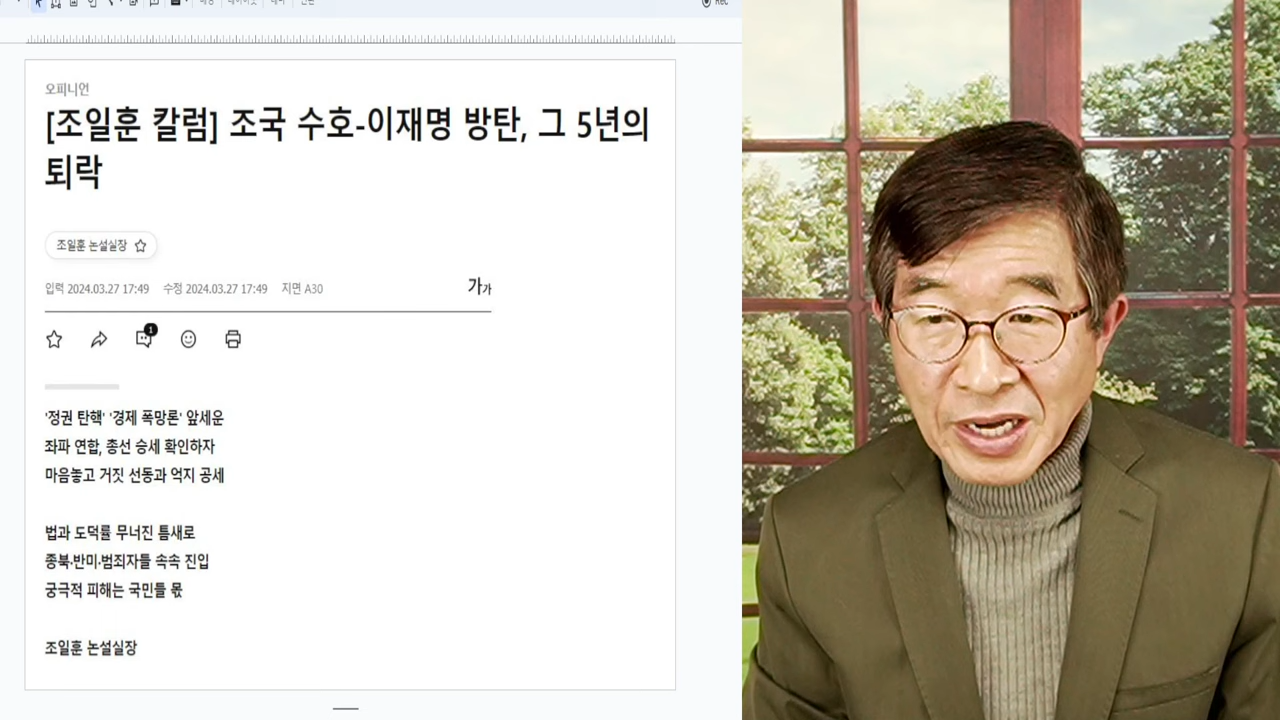 Rec
오피니언
[조일훈 칼럼] 조국 수호-이재명 방탄, 그 5년의
퇴락
조일훈 논설실장
입력 2024.03.27 17:49 수정 2024.03.27 17:49 지면 A30
가가
1
'정권 탄핵' '경제 폭망론' 앞세운
좌파 연합, 총선 승세 확인하자
마음놓고 거짓 선동과 억지 공세
법과 도덕률 무너진 틈새로
종북·반미·범죄자들 속속 진입
궁극적 피해는 국민들 몫
조일훈 논설실장